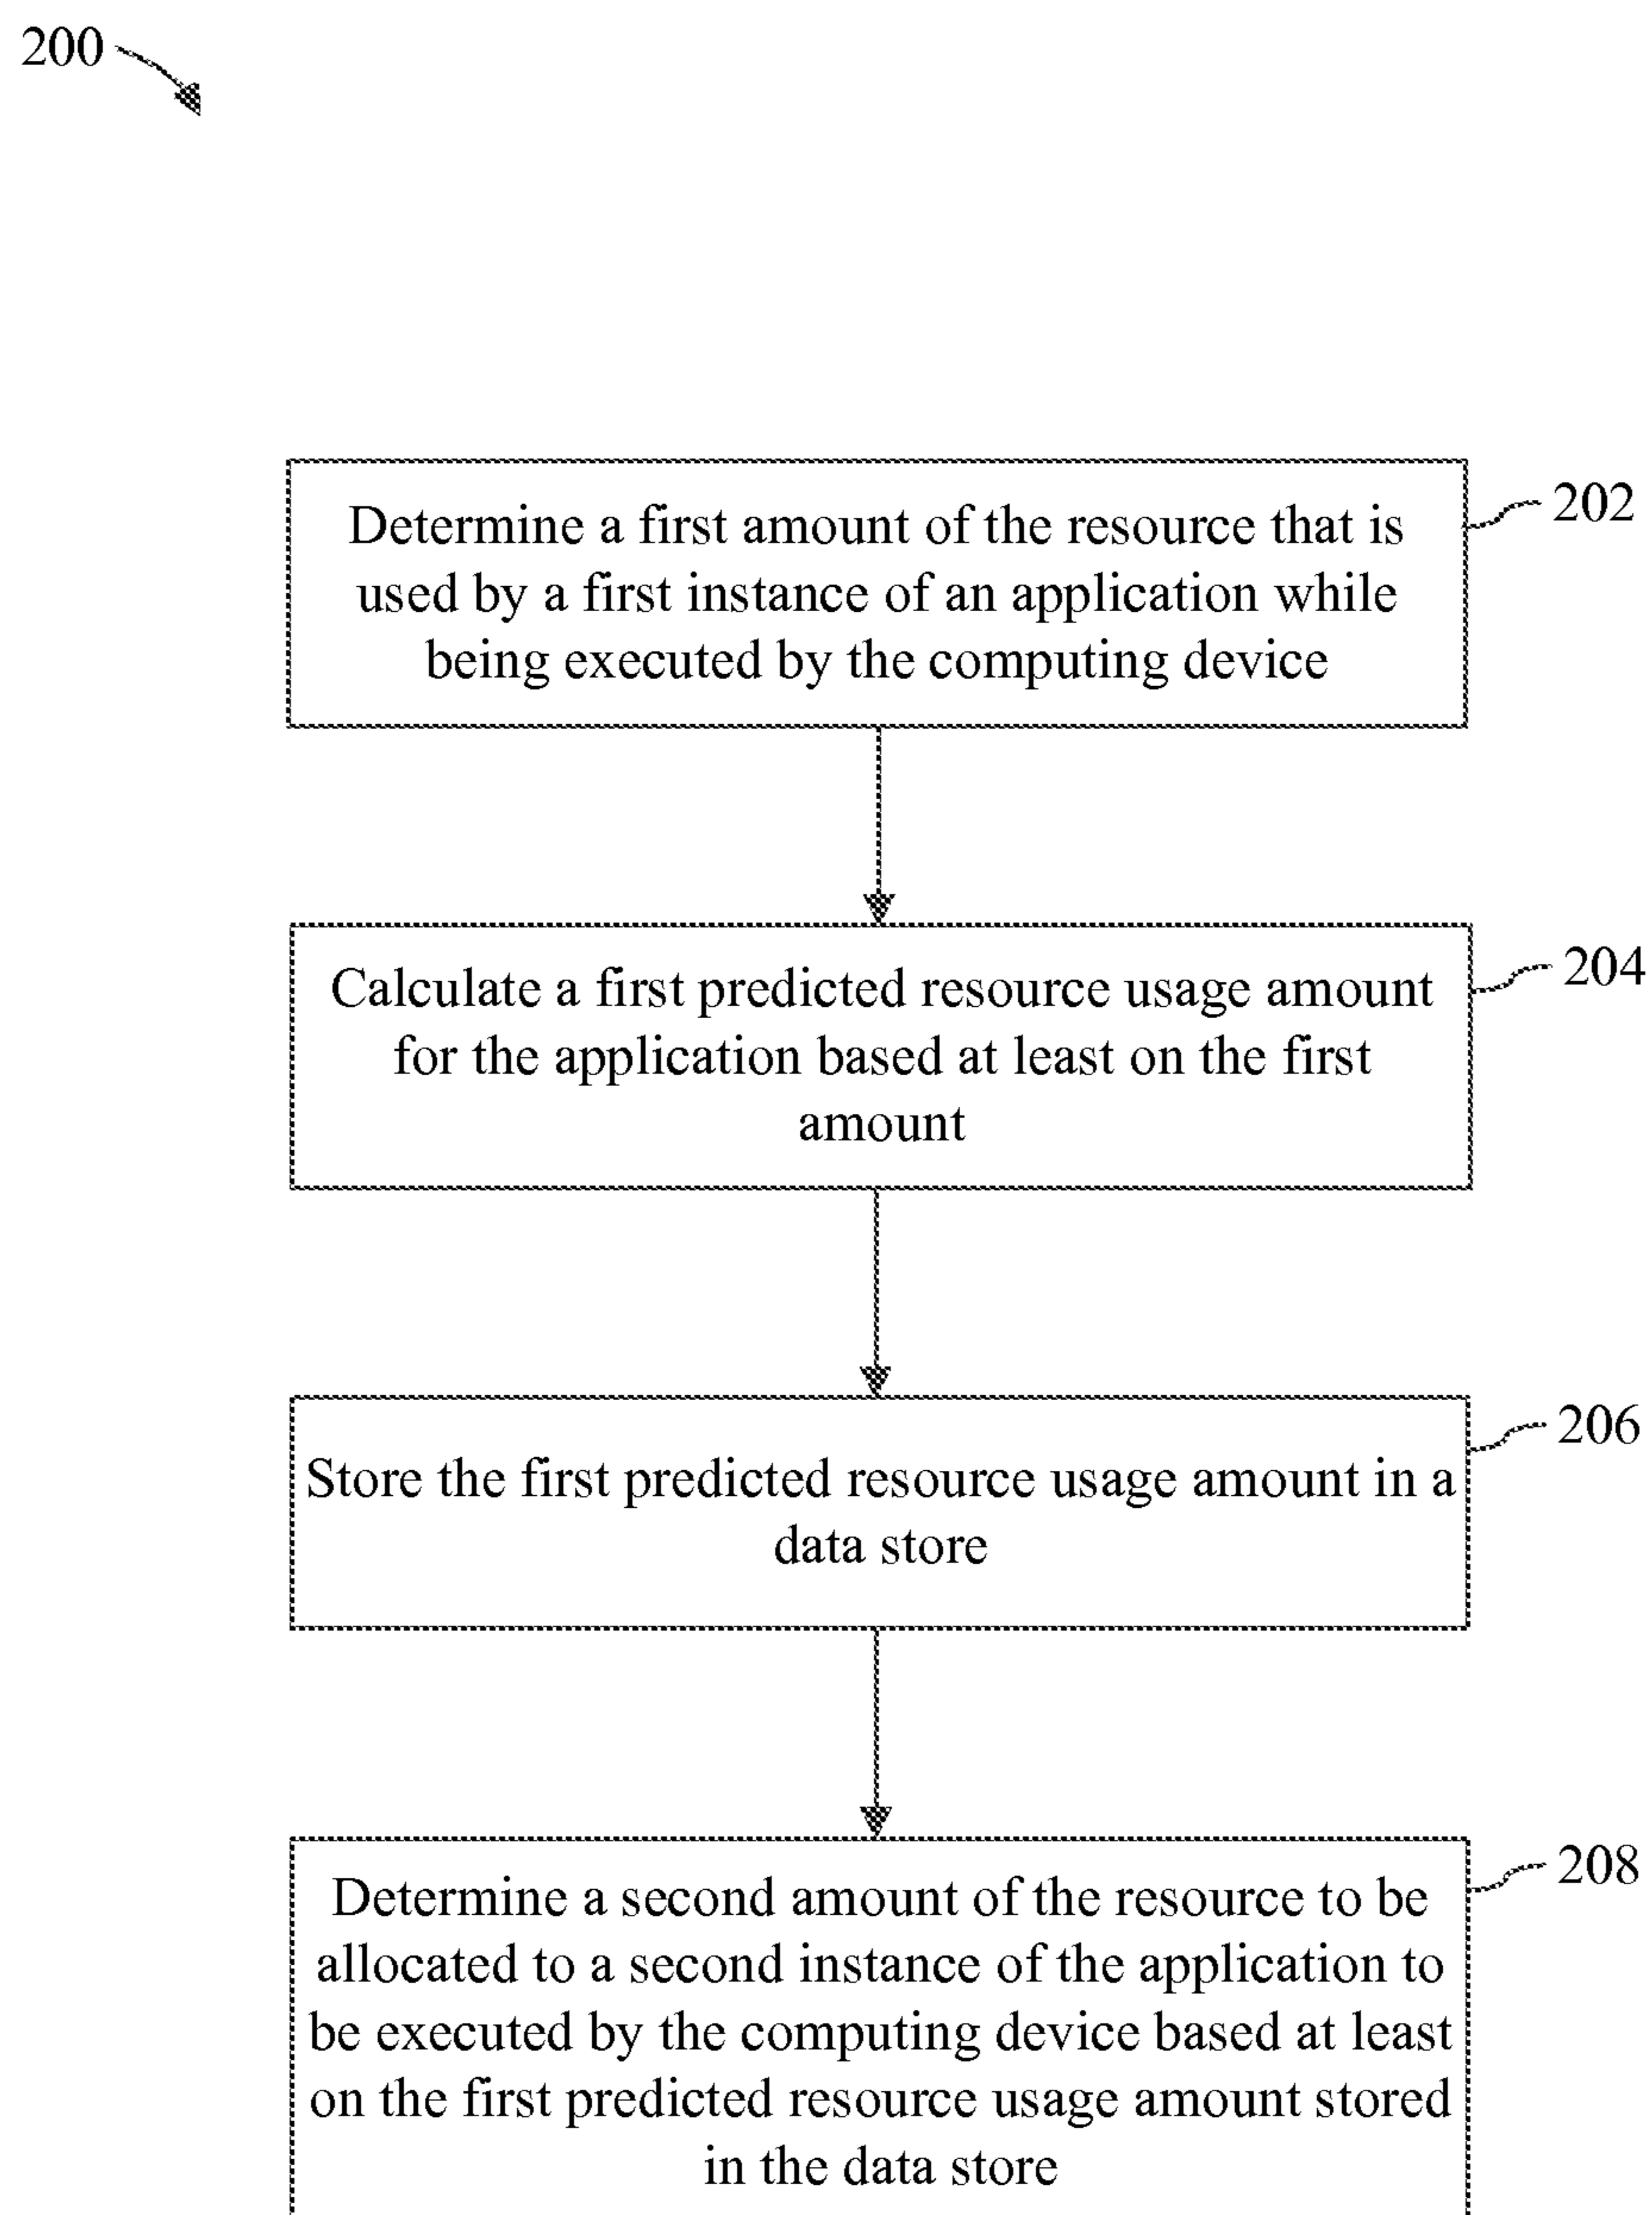 200
Determine a first amount of the resource that is
used by a first instance of an application while
being executed by the computing device
202
Calculate a first predicted resource usage amount
for the application based at least on the first
amount
204
Store the first predicted resource usage amount in a
data store
206
Determine a second amount of the resource to be
allocated to a second instance of the application to
be executed by the computing device based at least
on the first predicted resource usage amount stored
in the data store
208